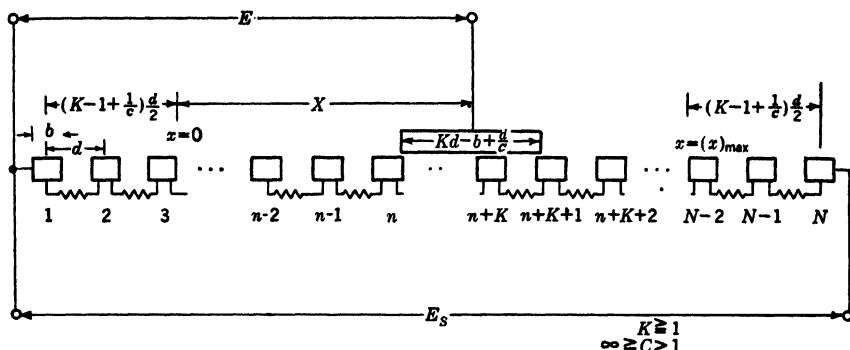 E
(K-1+1/c) d/2
X
(K-1+1/c) d/2
b
d
x=0
Kd-b+d/c
x=(x)max
... ... .. ... ...
1 2 3 n-2 n-1 n n+K n+K+1 n+K+2 N-2 N-1 N
E_S
K≧1
∞≧C>1